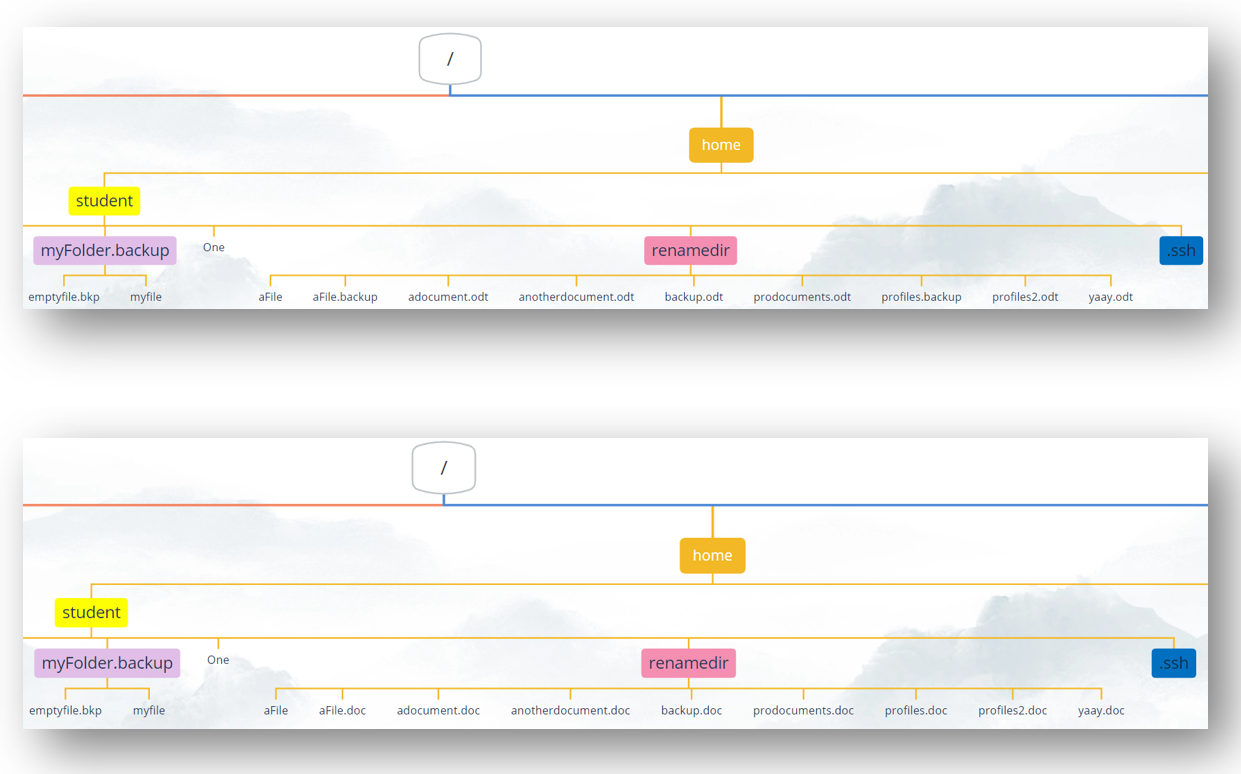 /
home
student
myFolder.backup
One
renamedir
.ssh
emptyfile.bkp myfile aFile aFile.backup adocument.odt anotherdocument.odt backup.odt prodocuments.odt profiles.backup profiles2.odt yaay.odt
/
home
student
myFolder.backup
One
renamedir
.ssh
emptyfile.bkp myfile aFile aFile.doc adocument.doc anotherdocument.doc backup.doc prodocuments.doc profiles.doc profiles2.doc yaay.doc